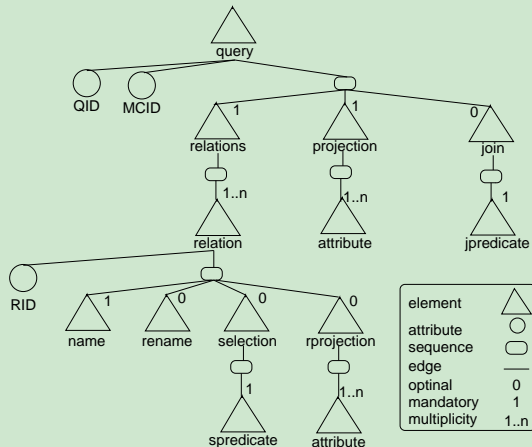 query
QID MCID
1 1 0
relations projection join
1..n 1..n 1
relation attribute jpredicate
RID
1 0 0 0
name rename selection rprojection
1 1..n
spredicate attribute
element
attribute
sequence
edge
optinal 0
mandatory 1
multiplicity 1..n